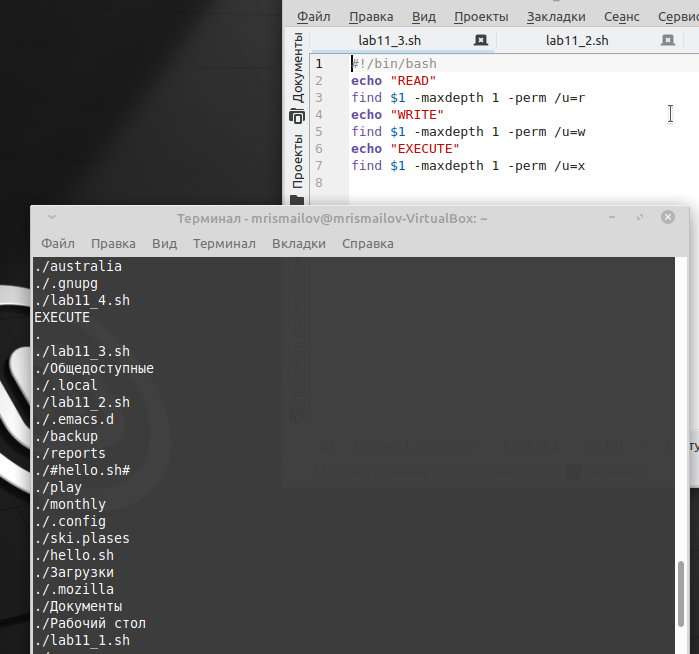 Файл Правка Вид Проекты Закладки Сеанс Сервис
lab11_3.sh lab11_2.sh
Документы
Проекты
1 #!/bin/bash
2 echo "READ"
3 find $1 -maxdepth 1 -perm /u=r
4 echo "WRITE"
5 find $1 -maxdepth 1 -perm /u=w
6 echo "EXECUTE"
7 find $1 -maxdepth 1 -perm /u=x
8
Терминал - mrismailov@mrismailov-VirtualBox: ~
Файл Правка Вид Терминал Вкладки Справка
./australia
./.gnupg
./lab11_4.sh
EXECUTE
.
./lab11_3.sh
./Общедоступные
./.local
./lab11_2.sh
./.emacs.d
./backup
./reports
./#hello.sh#
./play
./monthly
./.config
./ski.plases
./hello.sh
./Загрузки
./.mozilla
./Документы
./Рабочий стол
./lab11_1.sh